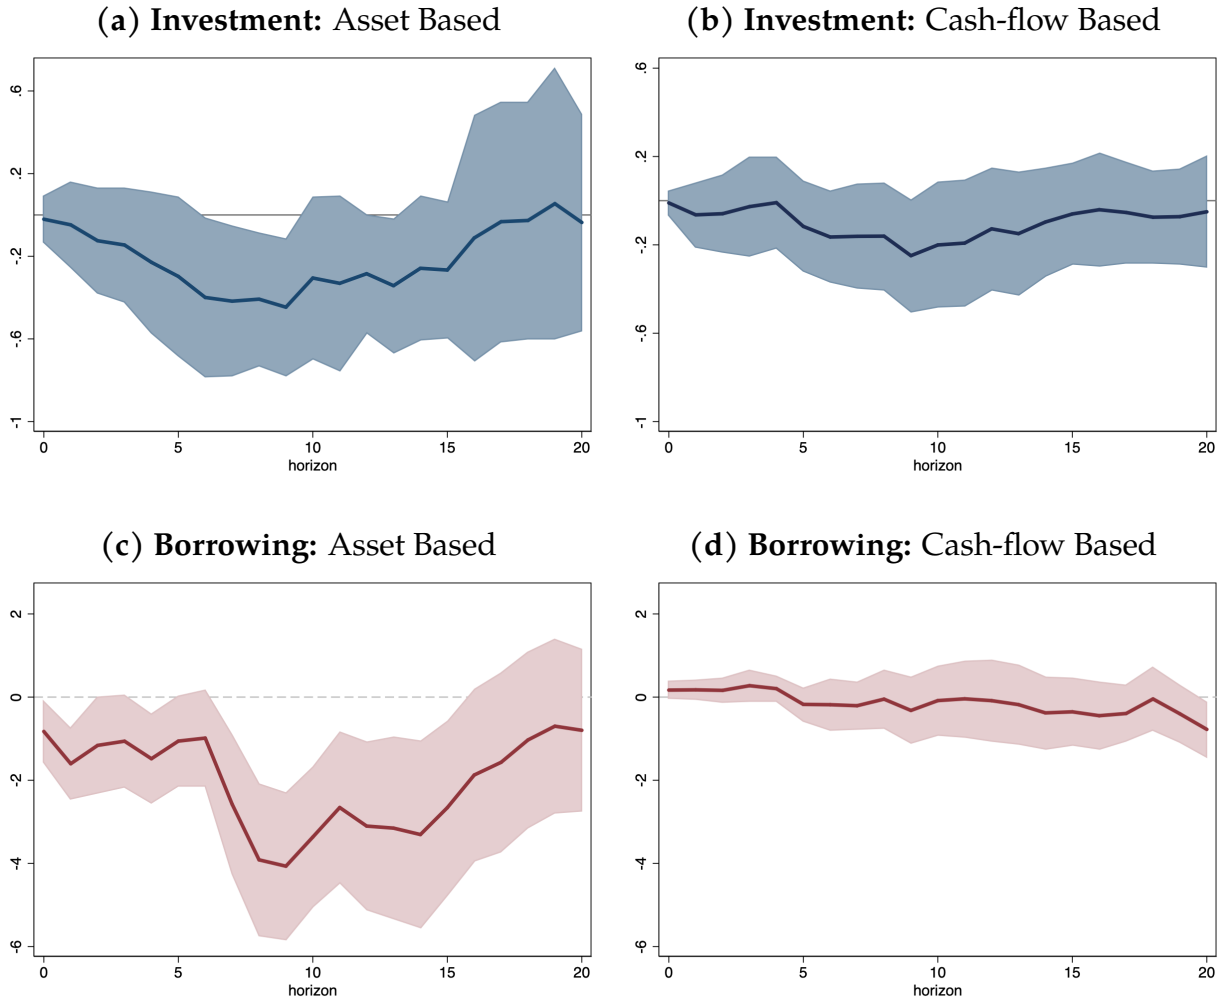 (a) Investment: Asset Based
.6
.2
-.2
-.6
-1
0 5 10 15 20
horizon
(b) Investment: Cash-flow Based
.6
.2
-.2
-.6
-1
0 5 10 15 20
horizon
(c) Borrowing: Asset Based
2
0
-2
-4
-6
0 5 10 15 20
horizon
(d) Borrowing: Cash-flow Based
2
0
-2
-4
-6
0 5 10 15 20
horizon